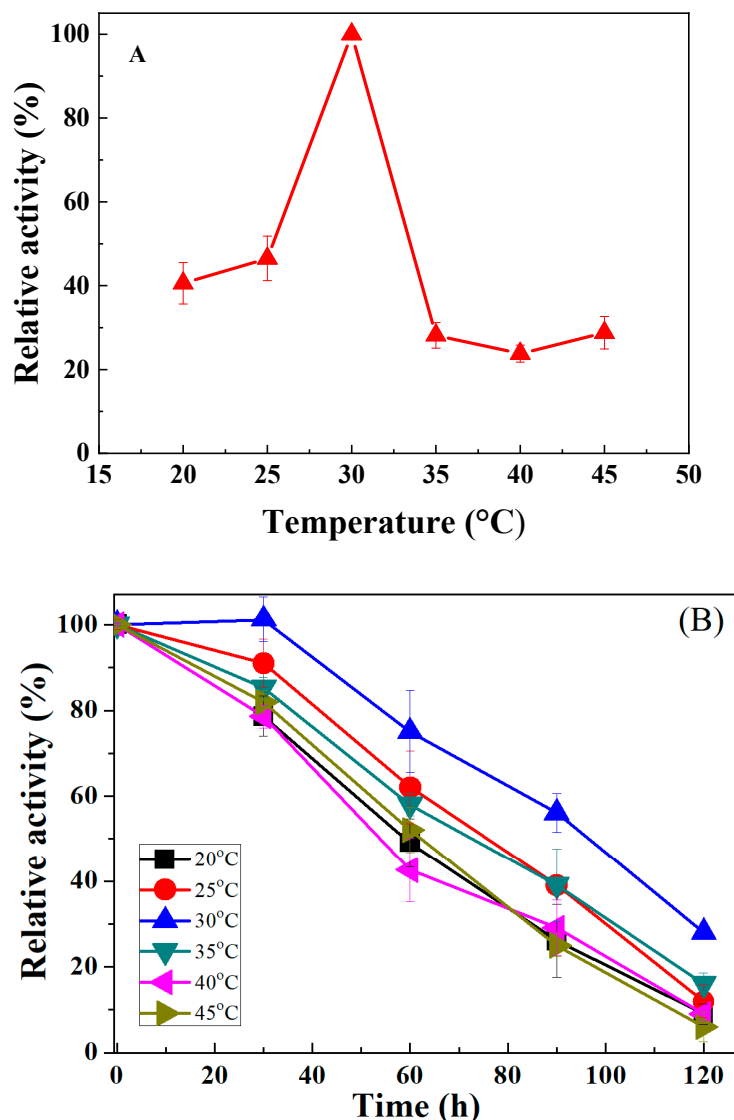 A
Relative activity (%)
100
80
60
40
20
0
15 20 25 30 35 40 45 50
Temperature (°C)
(B)
Relative activity (%)
100
80
60
40
20
0
20°C
25°C
30°C
35°C
40°C
45°C
0 20 40 60 80 100 120
Time (h)